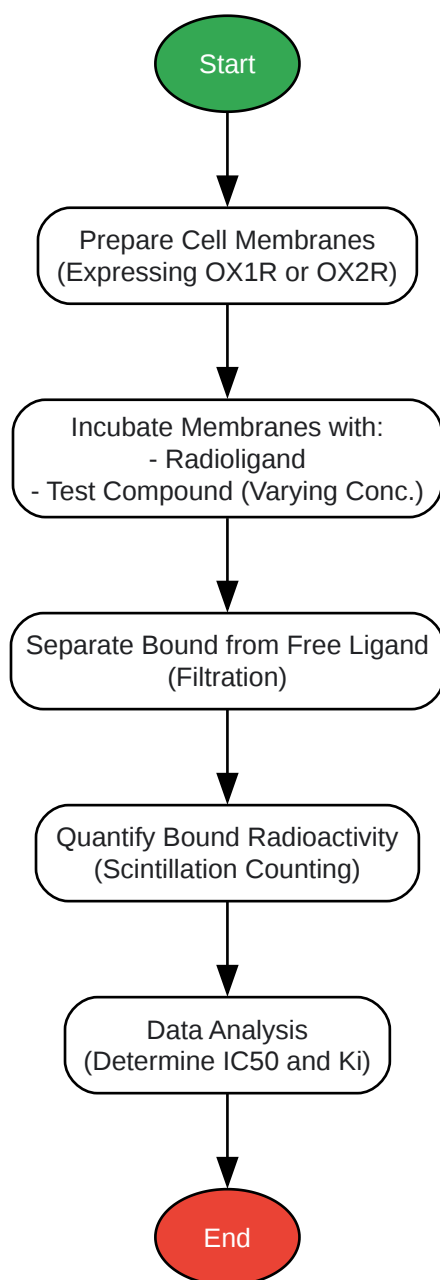 Start
Prepare Cell Membranes
(Expressing OX1R or OX2R)
Incubate Membranes with:
- Radioligand
- Test Compound (Varying Conc.)
Separate Bound from Free Ligand
(Filtration)
Quantify Bound Radioactivity
(Scintillation Counting)
Data Analysis
(Determine IC50 and Ki)
End